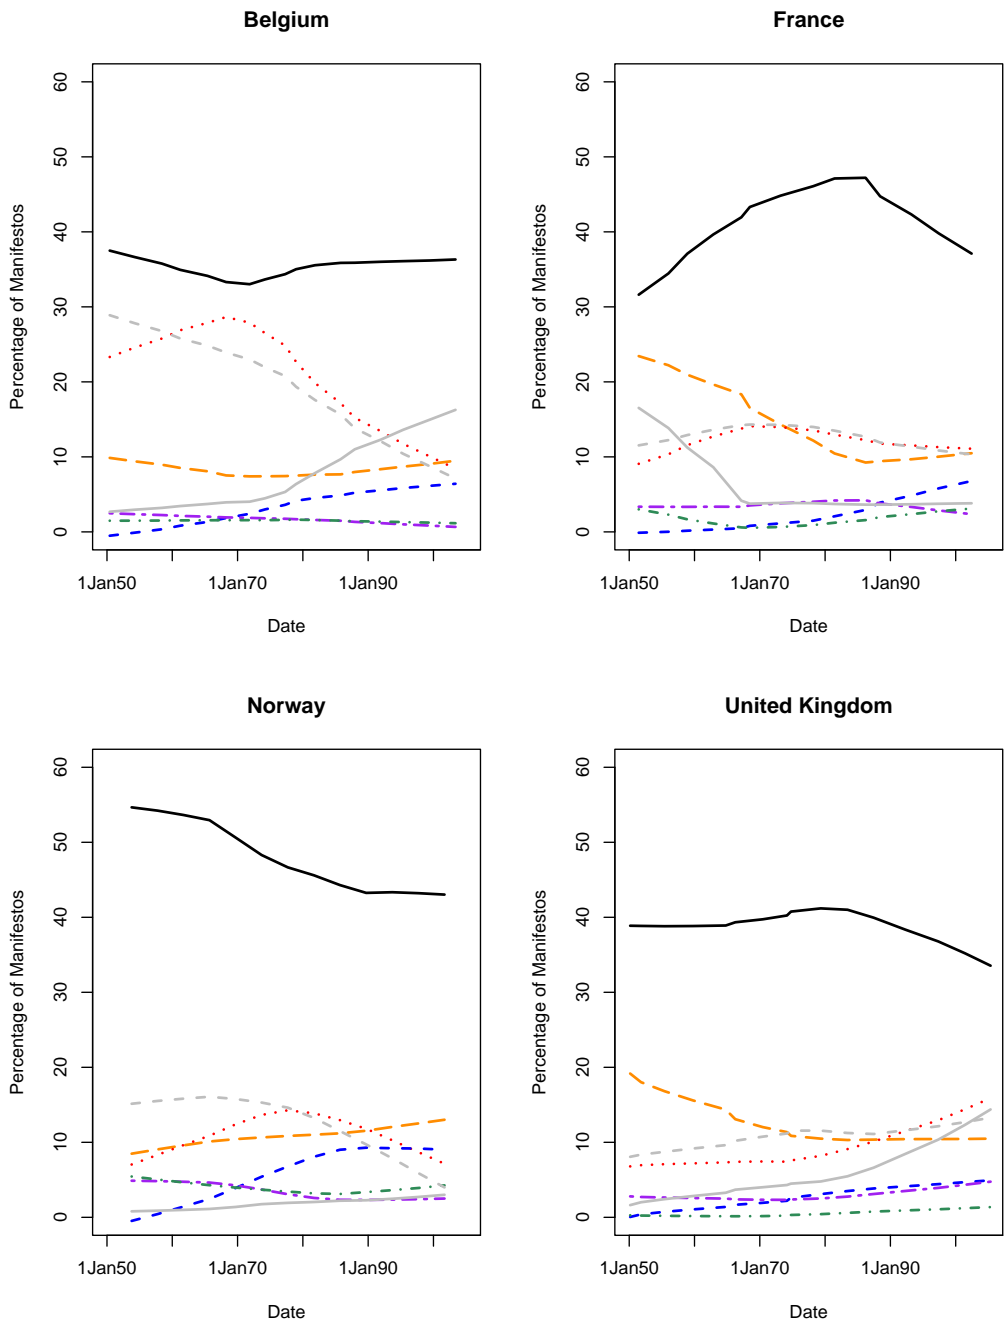 Belgium
Percentage of Manifestos
60
50
40
30
20
10
0
1Jan50
1Jan70
1Jan90
Date
France
Percentage of Manifestos
60
50
40
30
20
10
0
1Jan50
1Jan70
1Jan90
Date
Norway
Percentage of Manifestos
60
50
40
30
20
10
0
1Jan50
1Jan70
1Jan90
Date
United Kingdom
Percentage of Manifestos
60
50
40
30
20
10
0
1Jan50
1Jan70
1Jan90
Date